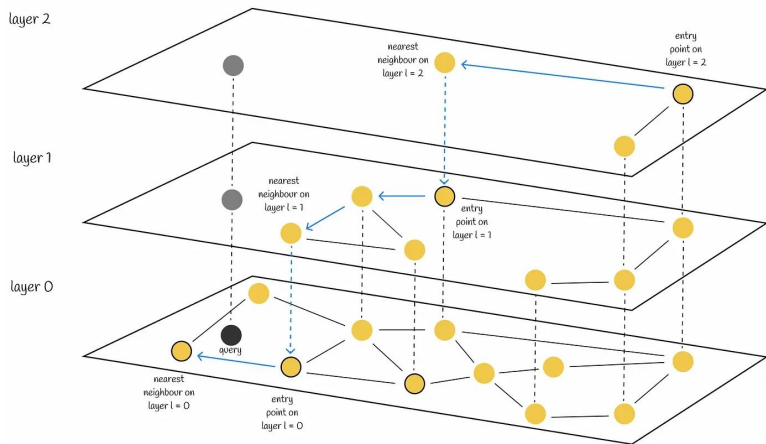 layer 2
nearest
neighbour on
layer l = 2
entry
point on
layer l = 2
layer 1
nearest
neighbour on
layer l = 1
entry
point on
layer l = 1
layer 0
query
nearest
neighbour on
layer l = 0
entry
point on
layer l = 0